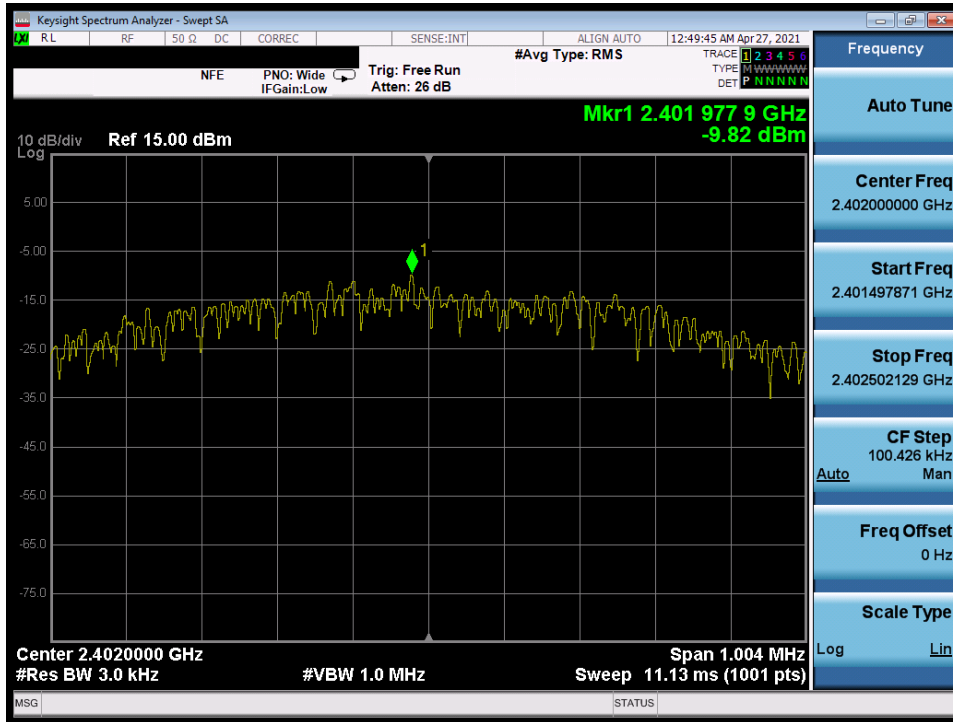 Keysight Spectrum Analyzer - Swept SA
LXI RL RF 50 Ω DC CORREC SENSE:INT ALIGN AUTO 12:49:45 AM Apr 27, 2021
NFE PNO: Wide Trig: Free Run #Avg Type: RMS TRACE 1 2 3 4 5 6
IFGain:Low Atten: 26 dB TYPE M WWWWW
DET P N N N N N
Mkr1 2.401 977 9 GHz
-9.82 dBm
10 dB/div Ref 15.00 dBm
Log
5.00
-5.00
-15.0
-25.0
-35.0
-45.0
-55.0
-65.0
-75.0
1
Center 2.4020000 GHz Span 1.004 MHz
#Res BW 3.0 kHz #VBW 1.0 MHz Sweep 11.13 ms (1001 pts)
MSG STATUS
Frequency
Auto Tune
Center Freq
2.402000000 GHz
Start Freq
2.401497871 GHz
Stop Freq
2.402502129 GHz
CF Step
100.426 kHz
Auto Man
Freq Offset
0 Hz
Scale Type
Log Lin